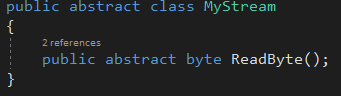 public abstract class MyStream
{
2 references
public abstract byte ReadByte();
}